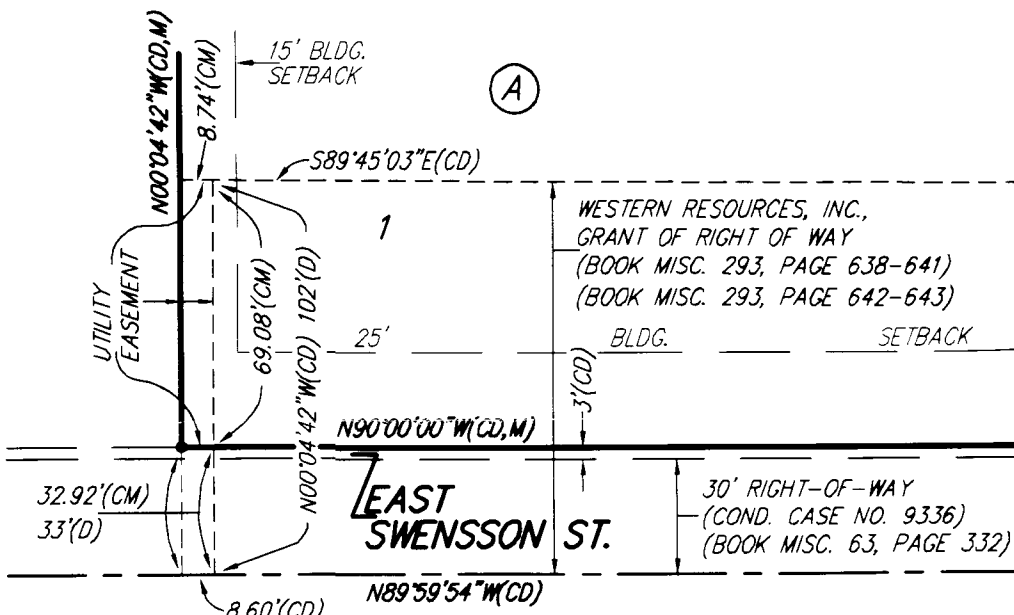 N00°04'42"W(CD,M)
8.74'(CM)
15' BLDG.
SETBACK
A
S89°45'03"E(CD)
1
WESTERN RESOURCES, INC.,
GRANT OF RIGHT OF WAY
(BOOK MISC. 293, PAGE 638-641)
(BOOK MISC. 293, PAGE 642-643)
UTILITY
EASEMENT
69.08'(CM)
N00°04'42"W(CD) 102'(D)
25' BLDG. SETBACK
3'(CD)
N90°00'00"W(CD,M)
32.92'(CM)
33'(D)
EAST
SWENSSON ST.
30' RIGHT-OF-WAY
(COND. CASE NO. 9336)
(BOOK MISC. 63, PAGE 332)
N89°59'54"W(CD)
8.60'(CD)